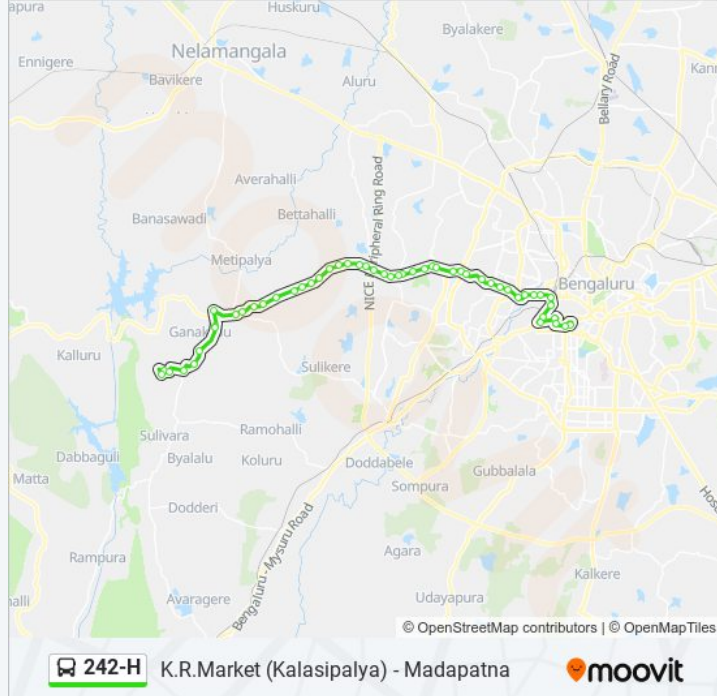 apura
Huskuru
Nelamangala
Byalakere
Ennigere
Bavikere
Aluru
Bellary Road
Kann
Averahalli
Banasawadi
Bettahalli
NICE Peripheral Ring Road
Metipalya
Bengaluru
Kalluru
Sulikere
Sulivara
Ramohalli
Dabbaguli
Byalalu
Koluru
Doddabele
Matta
Gubbalala
Sompura
Hos
Dodderi
Bengaluru - Mysuru Road
Agara
Rampura
Kalkere
halli
Avaragere
Udayapura
© OpenStreetMap contributors | © OpenMapTiles
242-H K.R.Market (Kalasipalya) - Madapatna
moovit